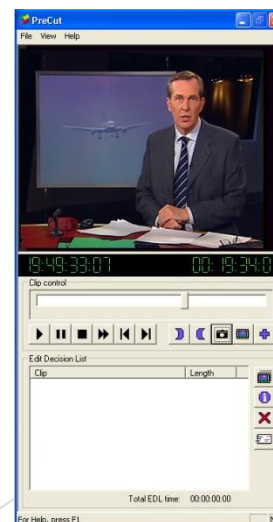 PreCut
File View Help
19:49:33:07 00:19:34:0
Clip control
Edit Decision List
Clip Length
Total EDL time: 00:00:00:00
For Help, press F1 N